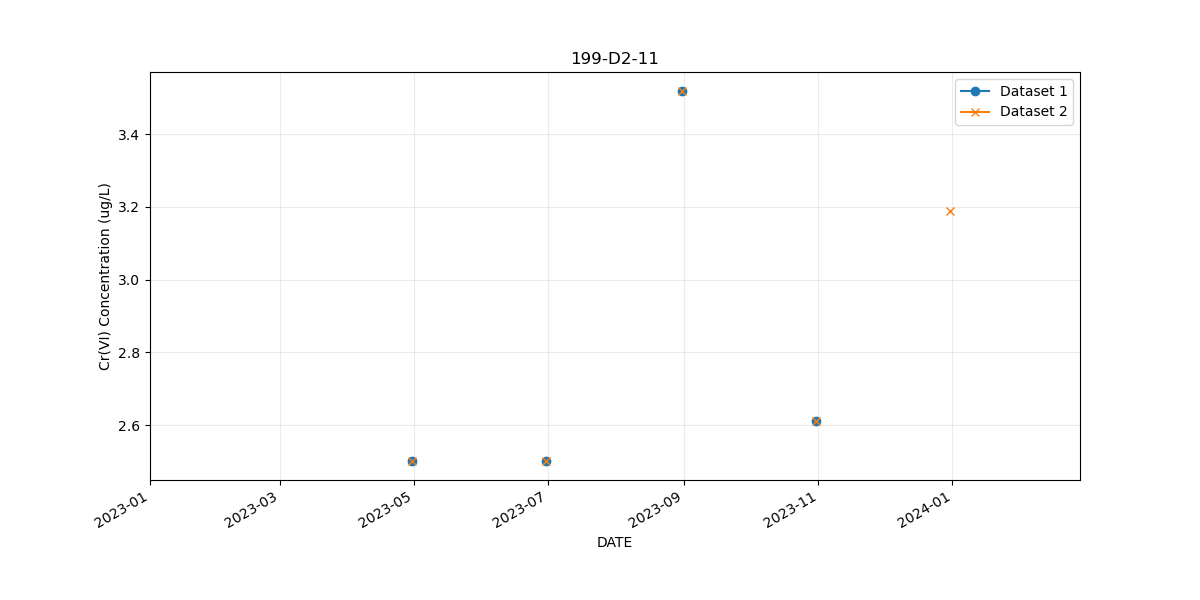 199-D2-11
Dataset 1
Dataset 2
3.4
3.2
3.0
2.8
2.6
Cr(VI) Concentration (ug/L)
2023-01
2023-03
2023-05
2023-07
2023-09
2023-11
2024-01
DATE